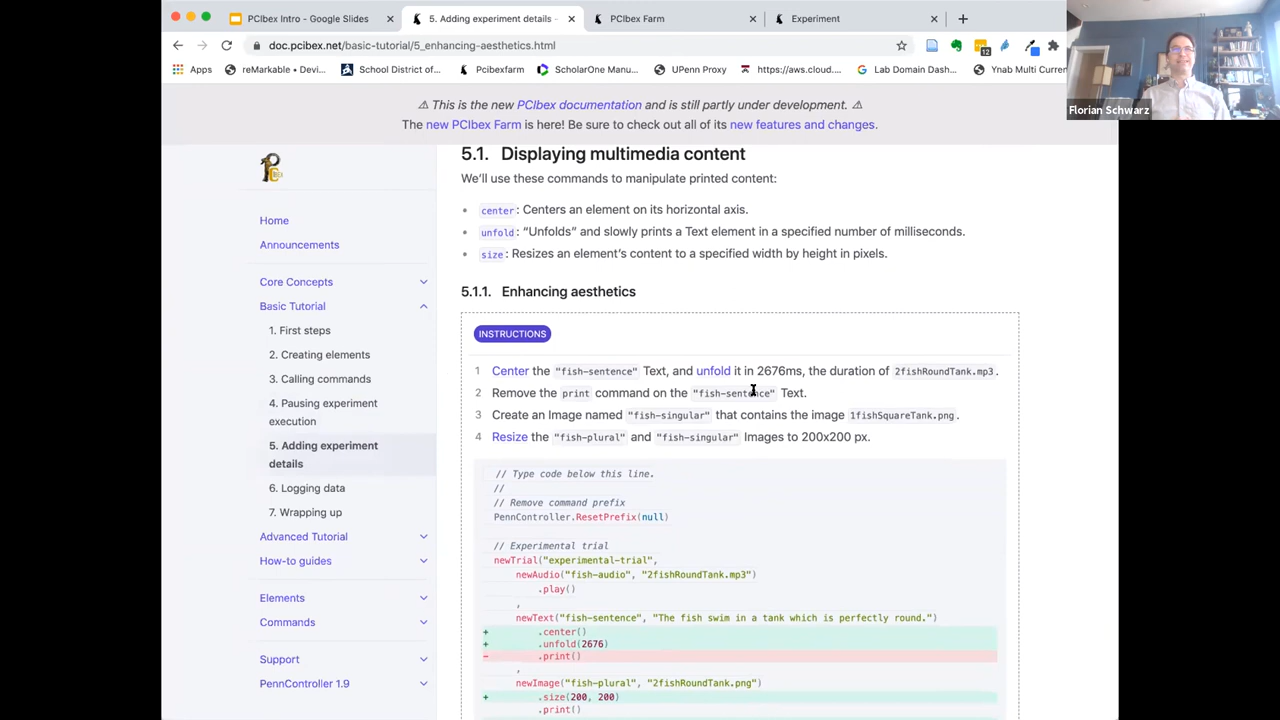 PCIbex Intro - Google Slides
5. Adding experiment details -
PCIbex Farm
Experiment
doc.pcibex.net/basic-tutorial/5_enhancing-aesthetics.html
12
Apps
reMarkable • Devi...
School District of...
Pcibexfarm
ScholarOne Manu...
UPenn Proxy
https://aws.cloud....
Lab Domain Dash...
Ynab Multi Curren
Florian Schwarz
⚠ This is the new PCIbex documentation and is still partly under development. ⚠
The new PCIbex Farm is here! Be sure to check out all of its new features and changes.
Home
Announcements
Core Concepts
Basic Tutorial
1. First steps
2. Creating elements
3. Calling commands
4. Pausing experiment
execution
5. Adding experiment
details
6. Logging data
7. Wrapping up
Advanced Tutorial
How-to guides
Elements
Commands
Support
PennController 1.9
5.1. Displaying multimedia content
We'll use these commands to manipulate printed content:
• center: Centers an element on its horizontal axis.
• unfold: “Unfolds” and slowly prints a Text element in a specified number of milliseconds.
• size: Resizes an element's content to a specified width by height in pixels.
5.1.1. Enhancing aesthetics
INSTRUCTIONS
1 Center the "fish-sentence" Text, and unfold it in 2676ms, the duration of 2fishRoundTank.mp3.
2 Remove the print command on the "fish-sentence" Text.
3 Create an Image named "fish-singular" that contains the image 1fishSquareTank.png.
4 Resize the "fish-plural" and "fish-singular" Images to 200x200 px.
// Type code below this line.
//
// Remove command prefix
PennController.ResetPrefix(null)
// Experimental trial
newTrial("experimental-trial",
newAudio("fish-audio", "2fishRoundTank.mp3")
.play()
,
newText("fish-sentence", "The fish swim in a tank which is perfectly round.")
+ .center()
+ .unfold(2676)
- .print()
,
newImage("fish-plural", "2fishRoundTank.png")
+ .size(200, 200)
.print()